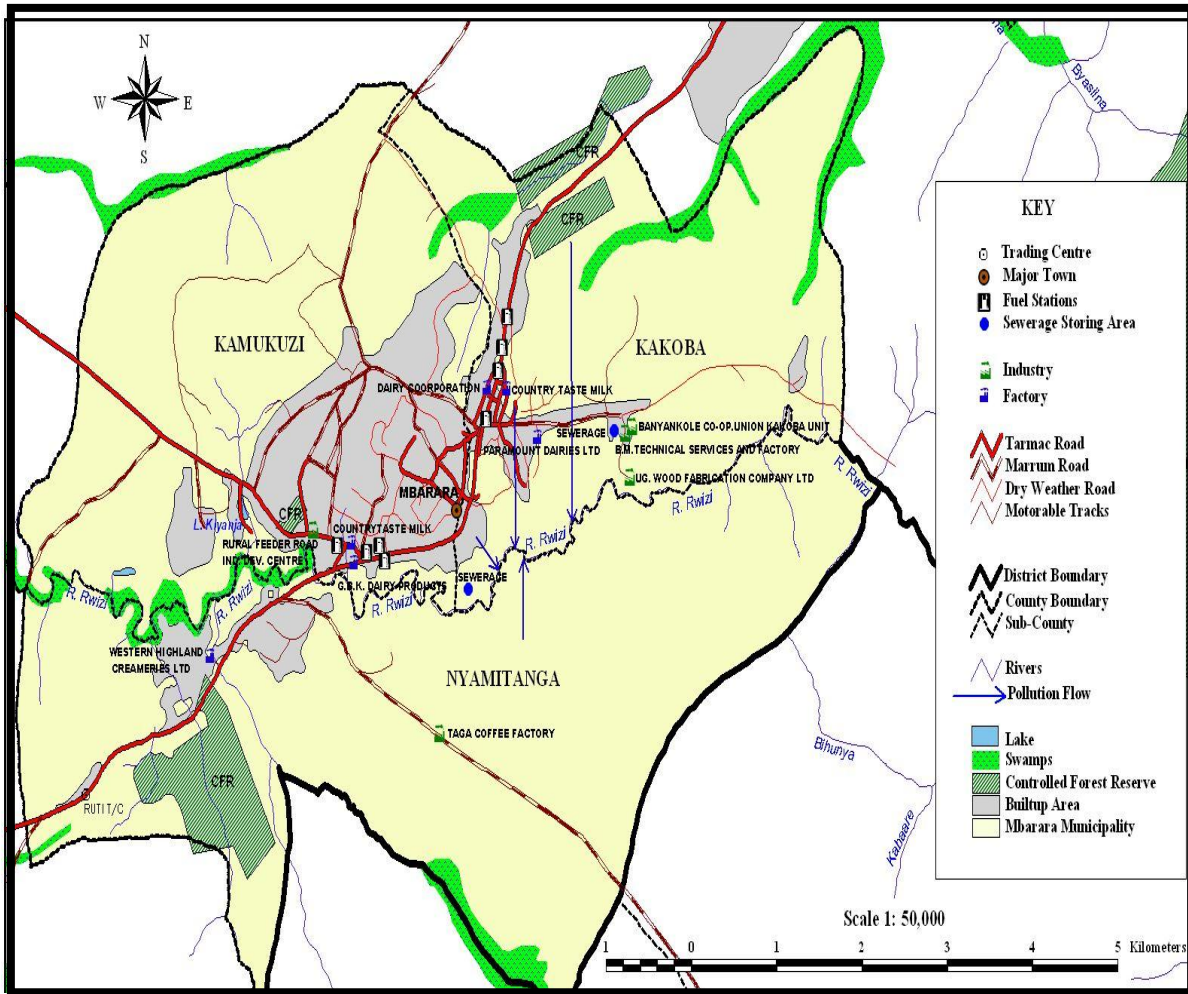 N
W
E
S
Byasiina
KAMUKUZI
KAKOBA
NYAMITANGA
CFR
CFR
CFR
CFR
DAIRY COORPORATION
COUNTRY TASTE MILK
SEWERAGE
BANYANKOLE CO-OP.UNION KAKOBA UNIT
PARAMOUNT DAIRIES LTD
B.M.TECHNICAL SERVICES AND FACTORY
UG. WOOD FABRICATION COMPANY LTD
MBARARA
L. Kiyanja
COUNTRYTASTE MILK
RURAL FEEDER ROAD
IND. DEV. CENTRE
G.B.K. DAIRY PRODUCTS
SEWERAGE
R. Rwizi
R. Rwizi
R. Rwizi
R. Rwizi
R. Rwizi
R. Rwizi
WESTERN HIGHLAND
CREAMERIES LTD
TAGA COFFEE FACTORY
RUTI T/C
Bihunya
Kabaare
KEY
Trading Centre
Major Town
Fuel Stations
Sewerage Storing Area
Industry
Factory
Tarmac Road
Marrum Road
Dry Weather Road
Motorable Tracks
District Boundary
County Boundary
Sub-County
Rivers
Pollution Flow
Lake
Swamps
Controlled Forest Reserve
Builtup Area
Mbarara Municipality
Scale 1: 50,000
1 0 1 2 3 4 5 Kilometers